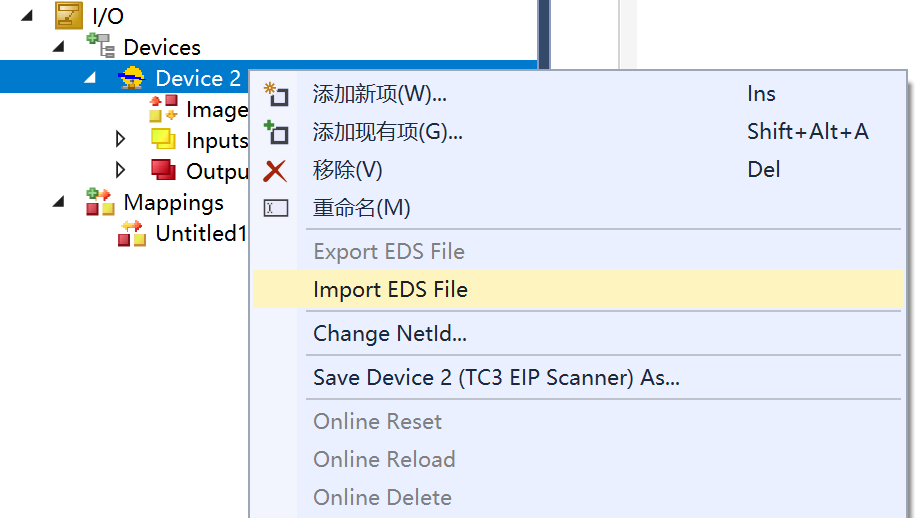 I/O
Devices
Device 2
Image
Inputs
Outpu
Mappings
Untitled1
添加新项(W)... Ins
添加现有项(G)... Shift+Alt+A
移除(V) Del
重命名(M)
Export EDS File
Import EDS File
Change NetId...
Save Device 2 (TC3 EIP Scanner) As...
Online Reset
Online Reload
Online Delete